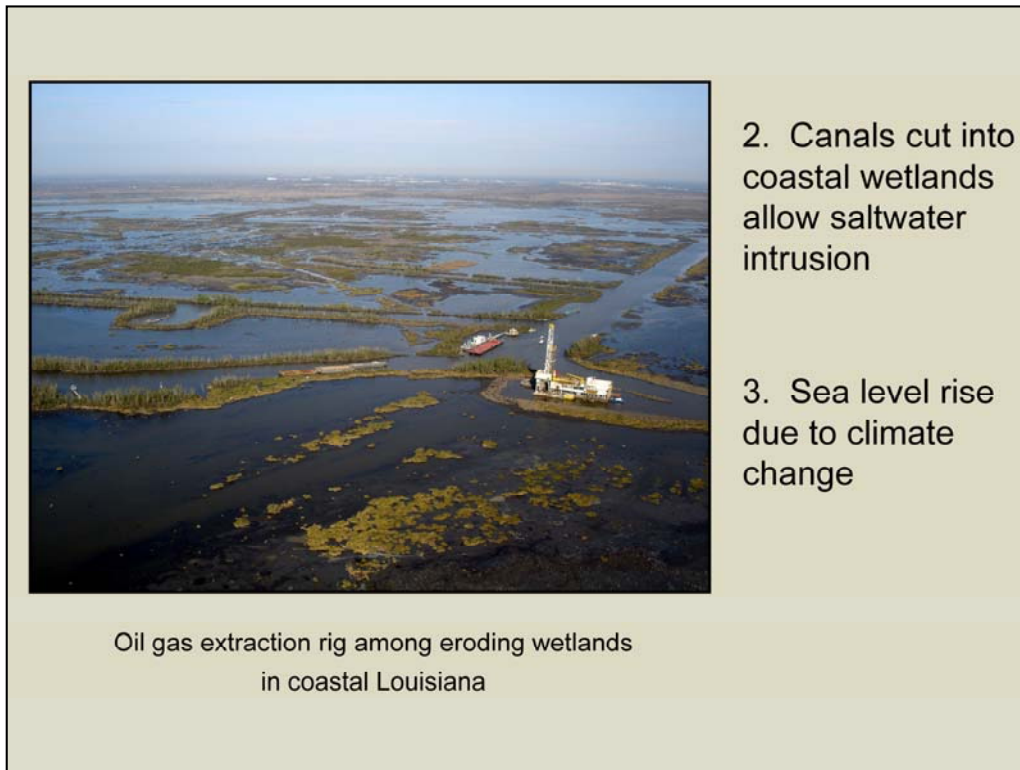 2. Canals cut into
coastal wetlands
allow saltwater
intrusion
3. Sea level rise
due to climate
change
Oil gas extraction rig among eroding wetlands
in coastal Louisiana